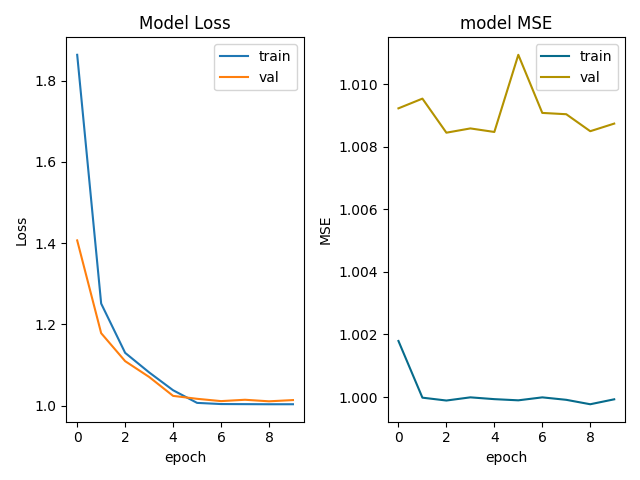 Model Loss
train
val
1.8
1.6
1.4
1.2
1.0
Loss
0 2 4 6 8
epoch
model MSE
train
val
1.010
1.008
1.006
1.004
1.002
1.000
MSE
0 2 4 6 8
epoch